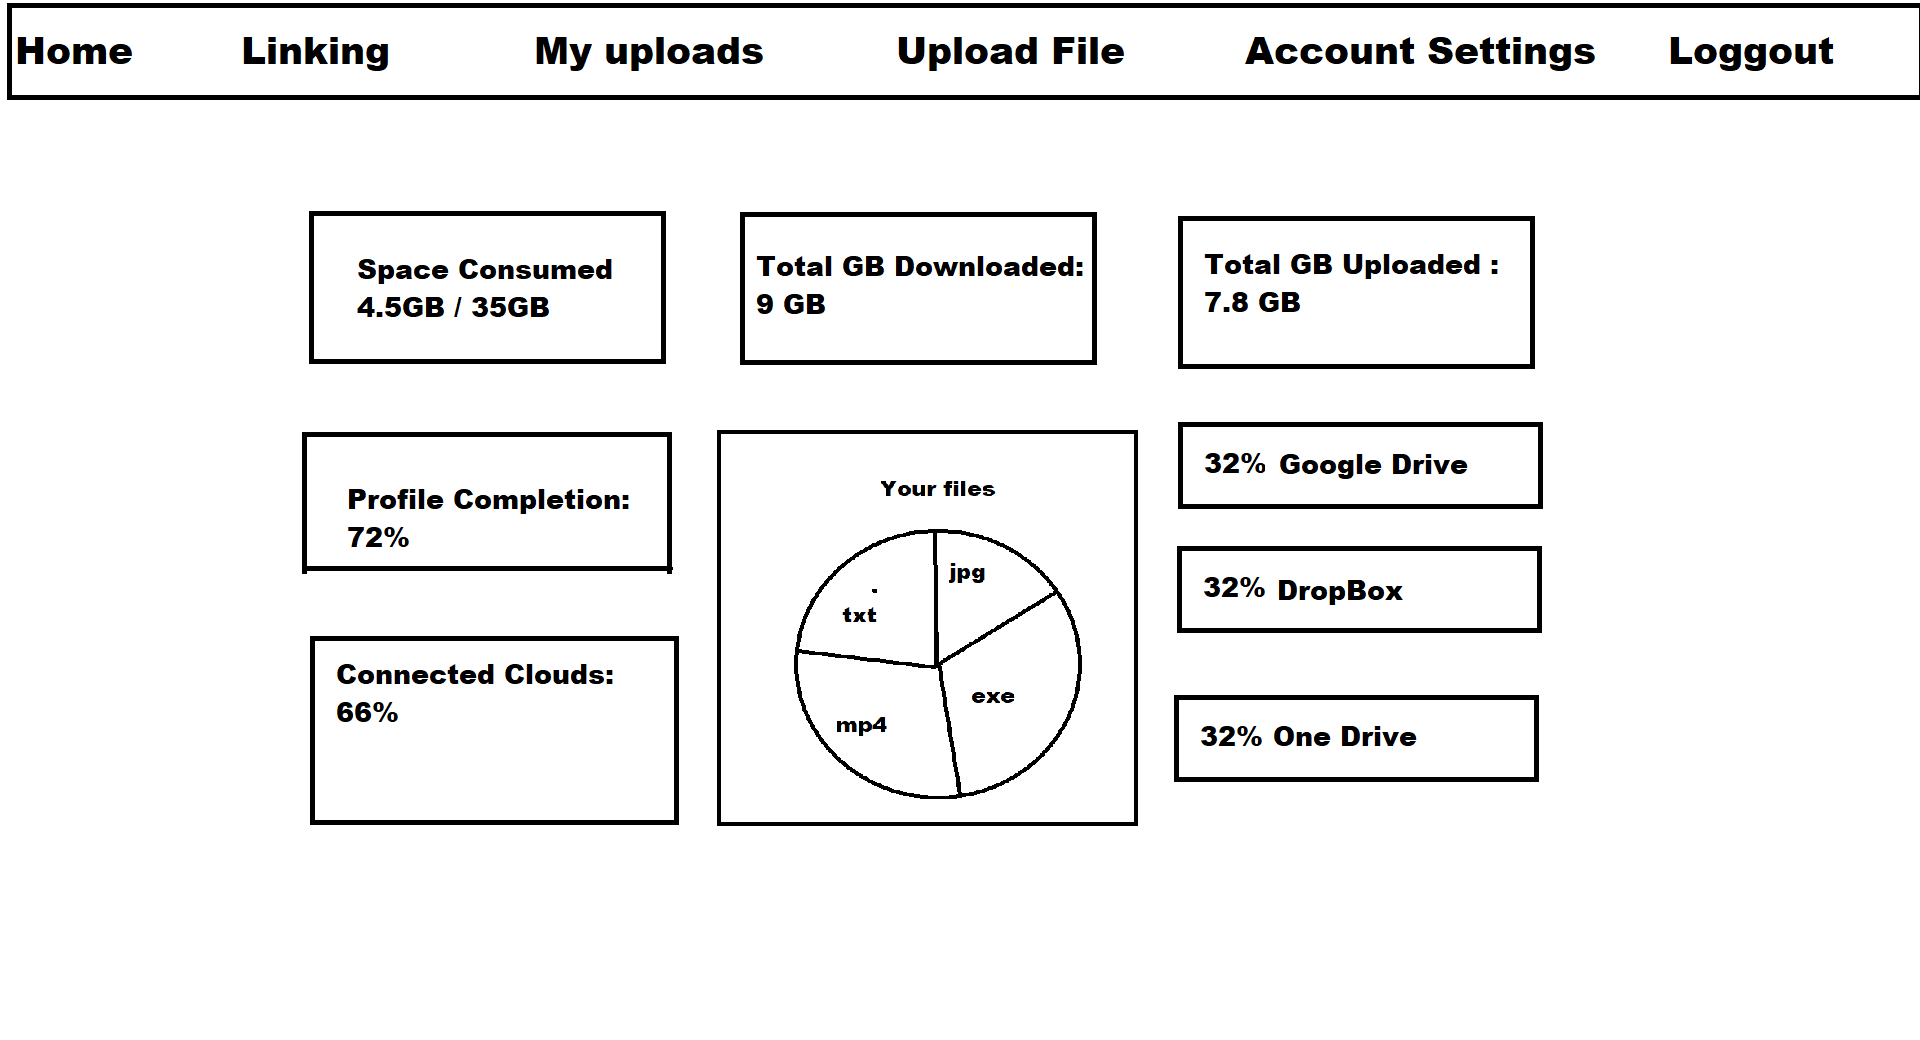 Home Linking My uploads Upload File Account Settings Loggout
Space Consumed
4.5GB / 35GB
Total GB Downloaded:
9 GB
Total GB Uploaded :
7.8 GB
Profile Completion:
72%
Connected Clouds:
66%
Your files
jpg
txt
exe
mp4
32% Google Drive
32% DropBox
32% One Drive